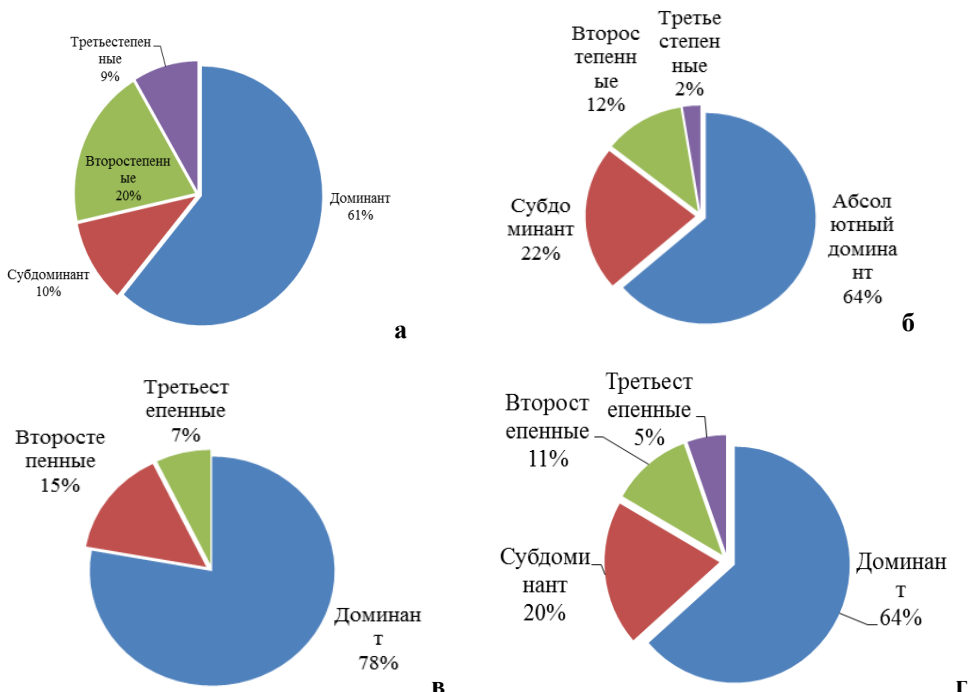 Третьестепен
ные
9%
Второстепенн
ые
20%
Доминант
61%
Субдоминант
10%
а
Второс
тепенн
ые
12%
Третье
степен
ные
2%
Субдо
минант
22%
Абсол
ютный
домина
нт
64%
б
Третьест
епенные
7%
Второсте
пенные
15%
Доминан
т
78%
в
Второст
епенные
11%
Третьест
епенные
5%
Субдоми
нант
20%
Доминан
т
64%
г